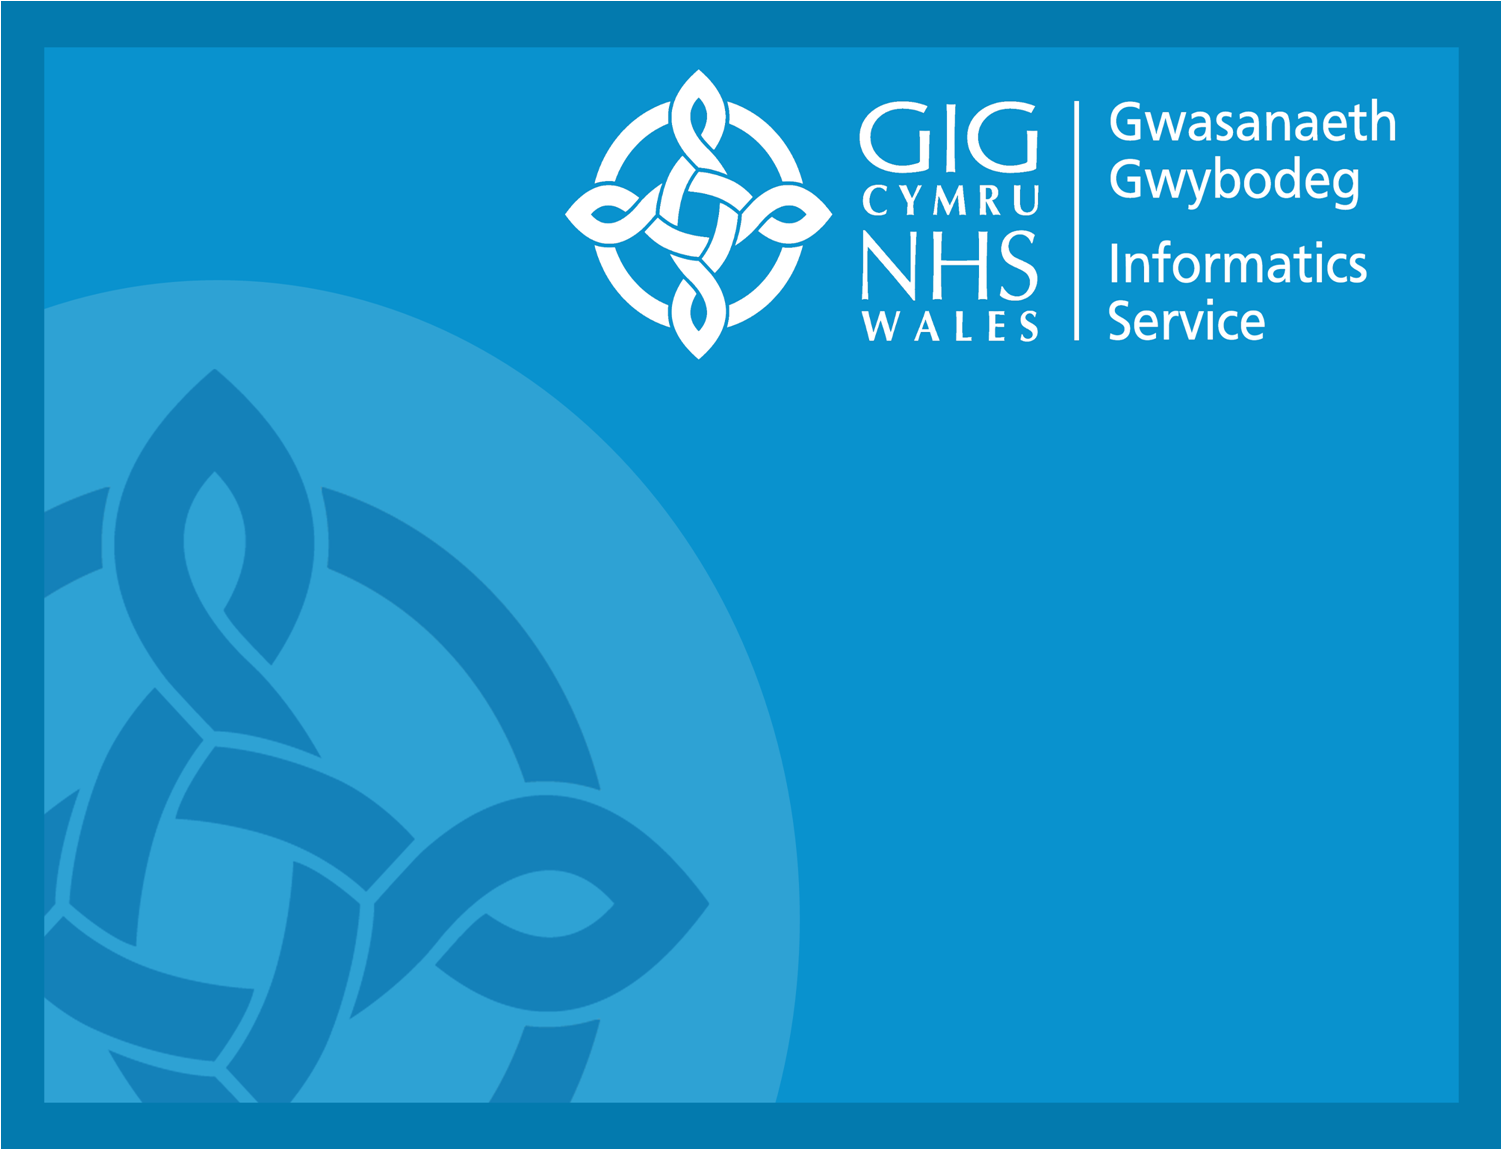 GIG
CYMRU
NHS
WALES
Gwasanaeth
Gwybodeg
Informatics
Service